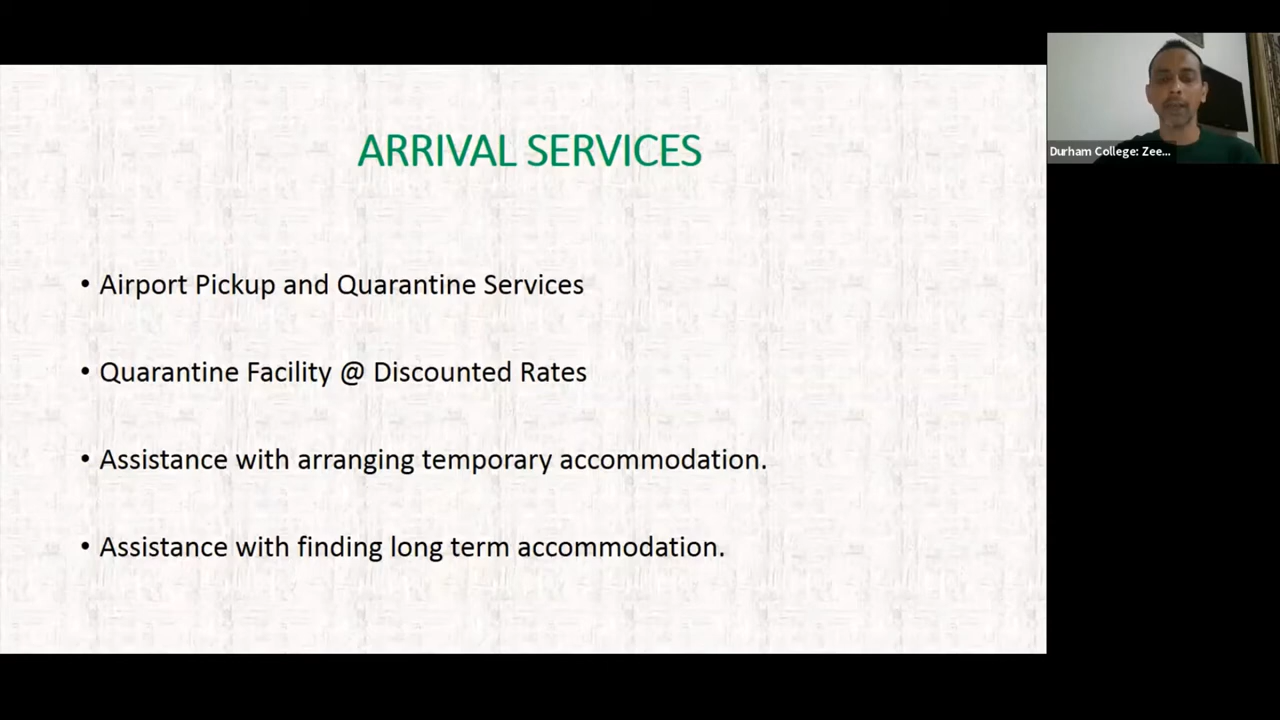 ARRIVAL SERVICES
• Airport Pickup and Quarantine Services
• Quarantine Facility @ Discounted Rates
• Assistance with arranging temporary accommodation.
• Assistance with finding long term accommodation.
Durham College: Zee...